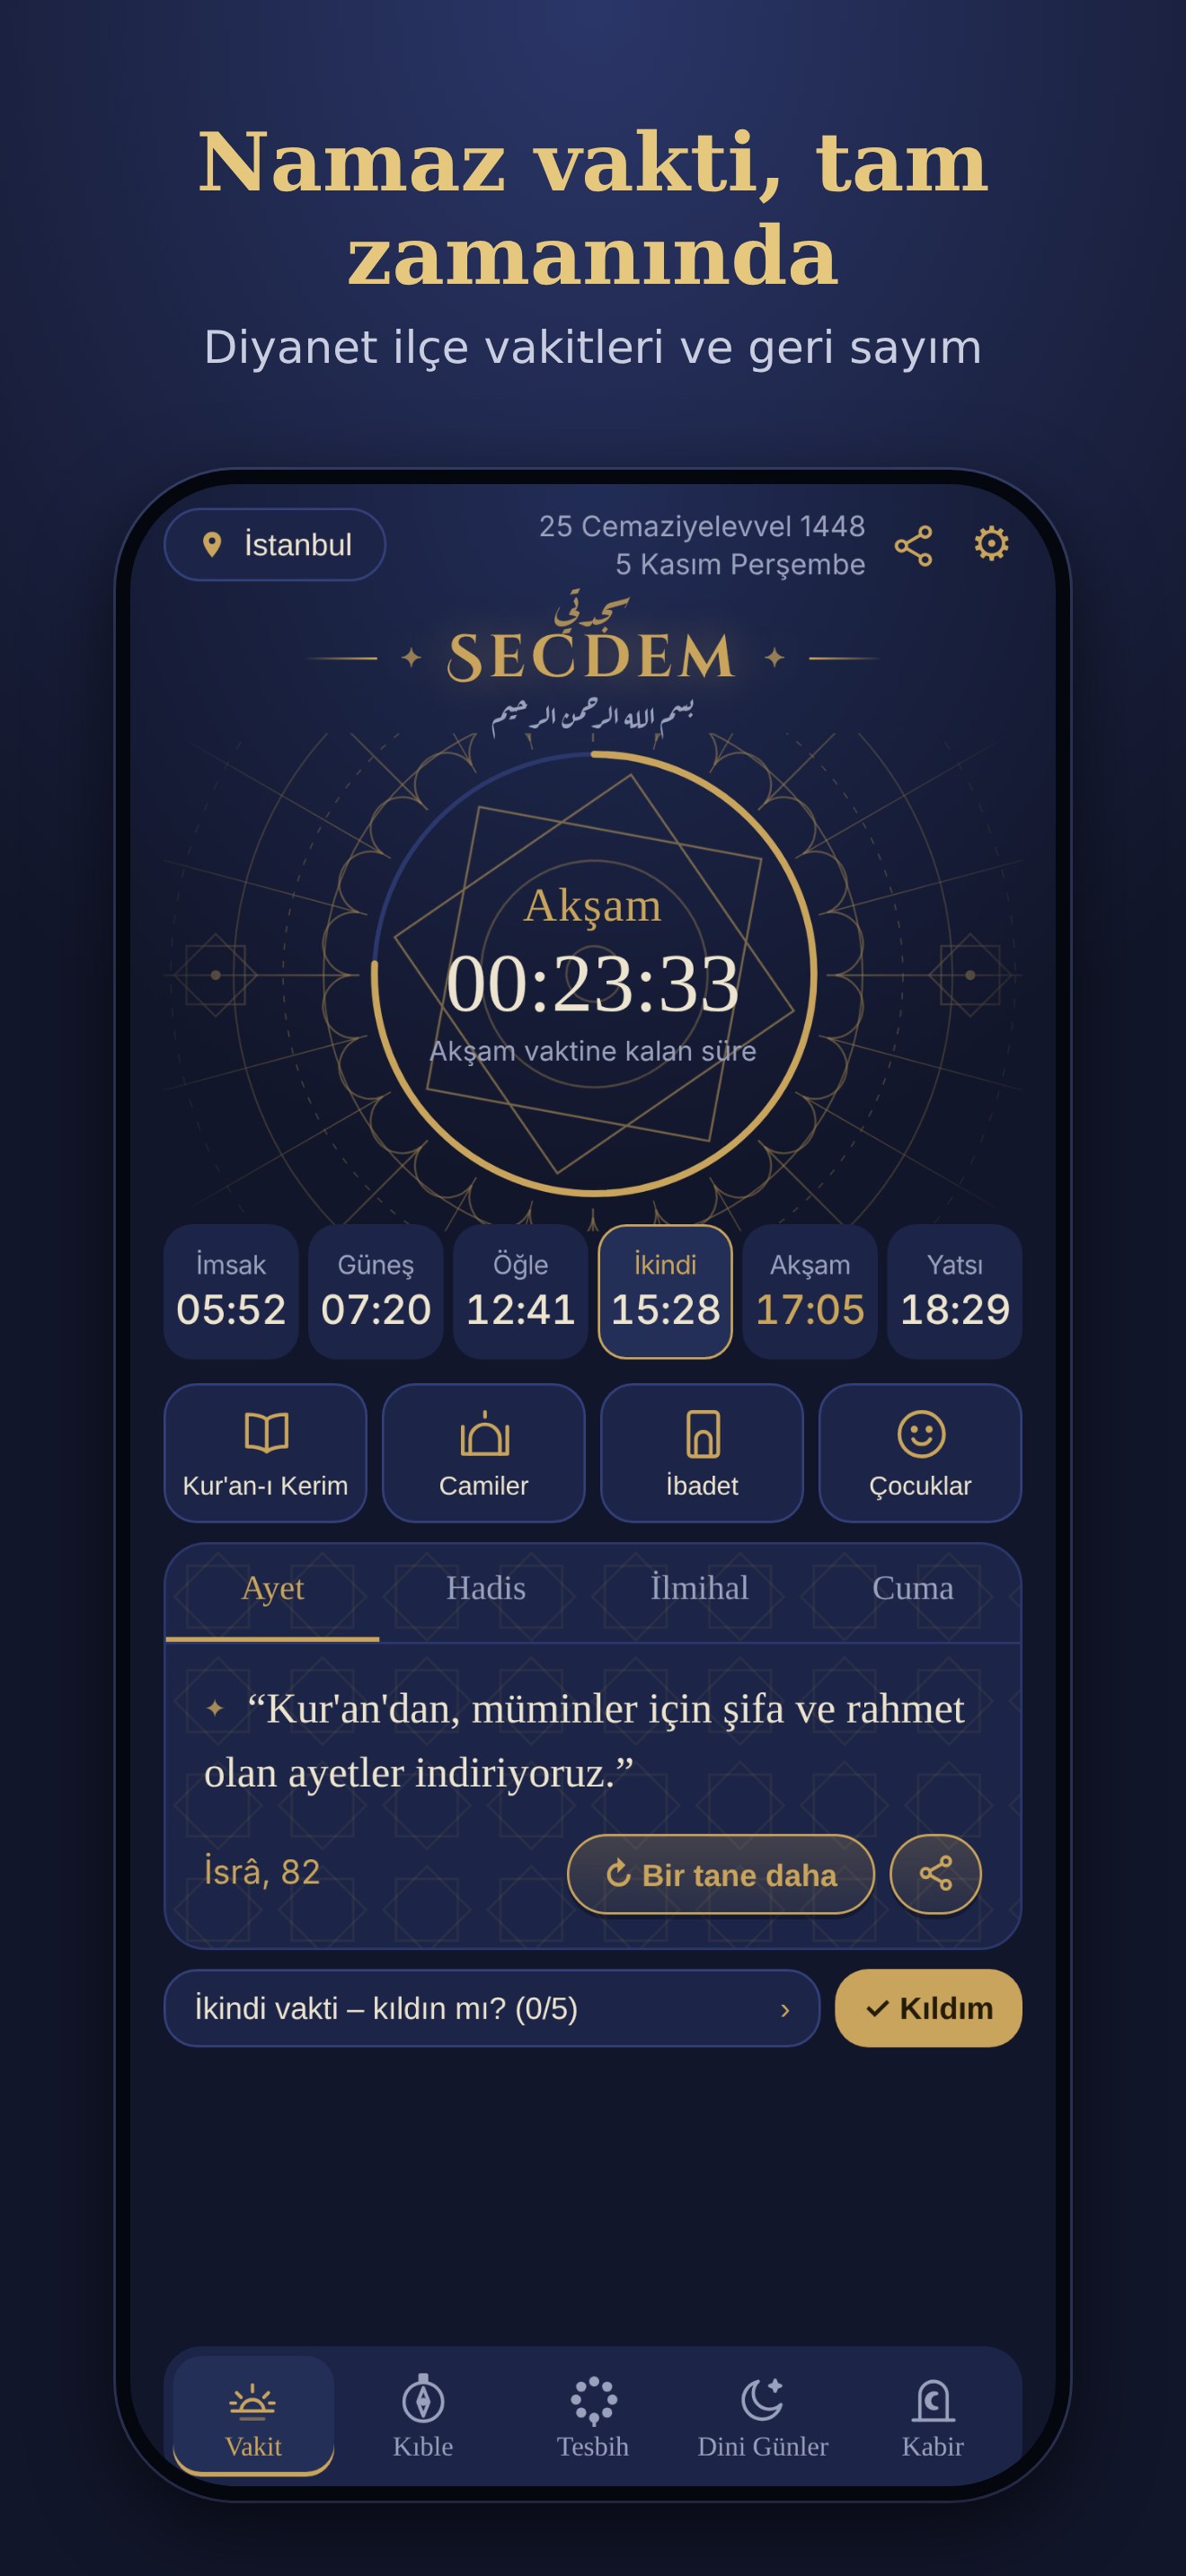 Namaz vakti, tam
zamanında
Diyanet ilçe vakitleri ve geri sayım
İstanbul
25 Cemaziyelevvel 1448
5 Kasım Perşembe
سجدتي
SECDEM
بسم الله الرحمن الرحيم
Akşam
00:23:33
Akşam vaktine kalan süre
İmsak Güneş Öğle İkindi Akşam Yatsı
05:52 07:20 12:41 15:28 17:05 18:29
Kur'an-ı Kerim Camiler İbadet Çocuklar
Ayet Hadis İlmihal Cuma
“Kur'an'dan, müminler için şifa ve rahmet
olan ayetler indiriyoruz.”
İsrâ, 82
Bir tane daha
İkindi vakti – kıldın mı? (0/5) ›
✓ Kıldım
Vakit Kıble Tesbih Dini Günler Kabir